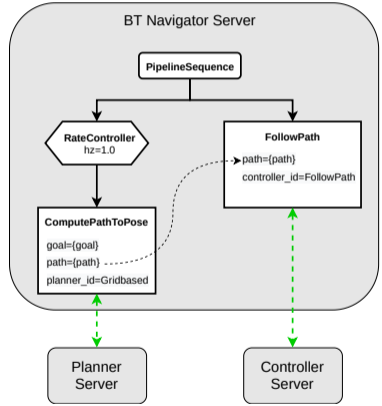 BT Navigator Server
PipelineSequence
RateController
hz=1.0
FollowPath
path={path}
controller_id=FollowPath
ComputePathToPose
goal={goal}
path={path}
planner_id=Gridbased
Planner
Server
Controller
Server